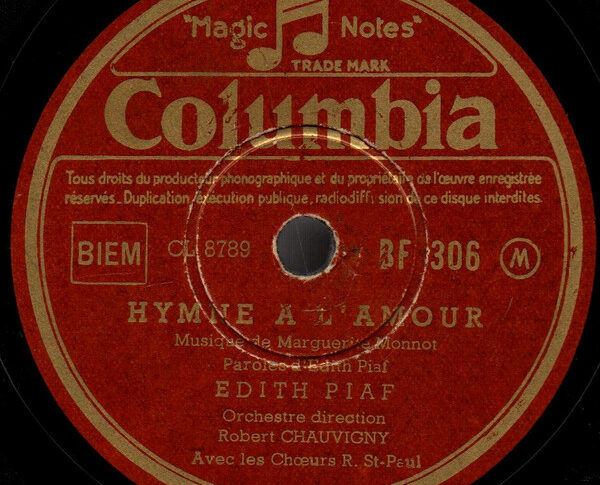 "Magic Notes"
TRADE MARK
Columbia
Tous droits du producteur phonographique et du propriétaire de l'œuvre enregistrée
réservés_Duplication, exécution publique, radiodiffusion de ce disque interdites.
BIEM CL 8789 BF 306 M
HYMNE A L'AMOUR
Musique de Marguerite Monnot
Paroles d'Edith Piaf
EDITH PIAF
Orchestre direction
Robert CHAUVIGNY
Avec les Chœurs R. St-Paul